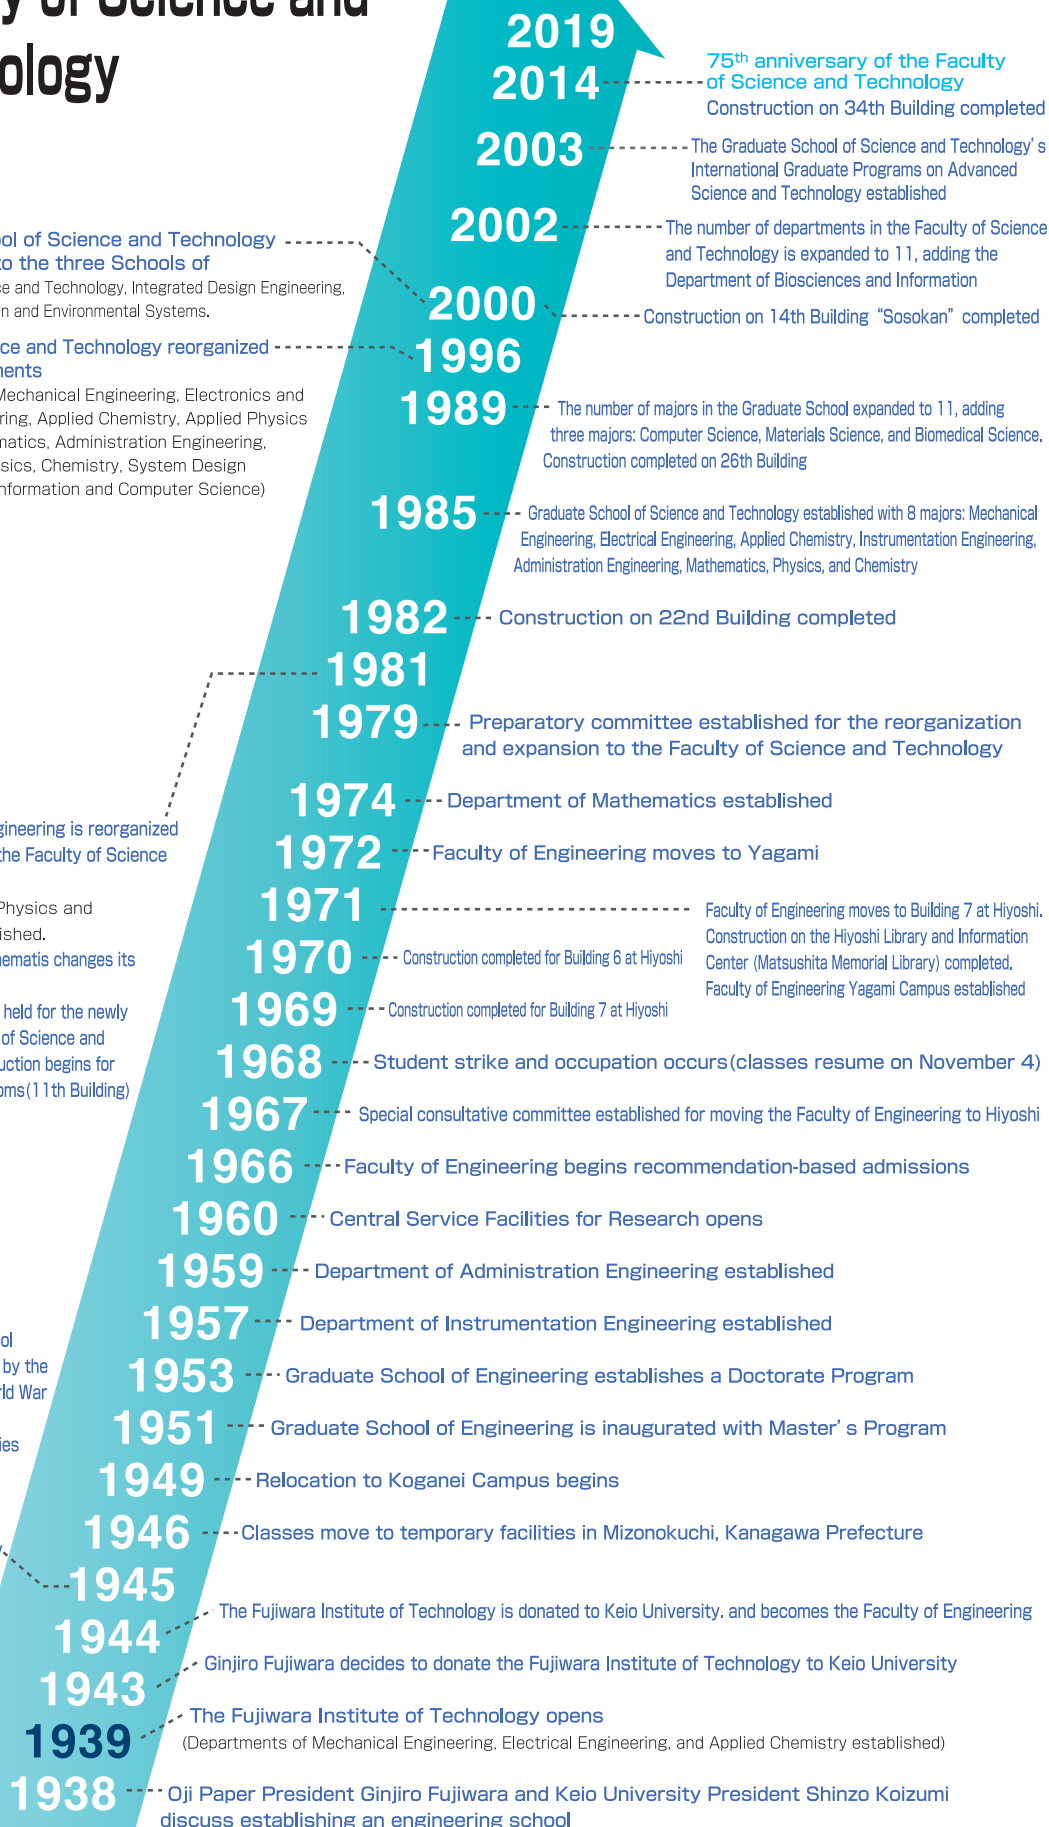 y of Science and
ology
2019
2014
75th anniversary of the Faculty
of Science and Technology
Construction on 34th Building completed
2003
The Graduate School of Science and Technology's
International Graduate Programs on Advanced
Science and Technology established
2002
The number of departments in the Faculty of Science
and Technology is expanded to 11, adding the
Department of Biosciences and Information
ol of Science and Technology
to the three Schools of
ce and Technology, Integrated Design Engineering,
n and Environmental Systems.
2000
Construction on 14th Building “Sosokan” completed
nce and Technology reorganized
ments
Mechanical Engineering, Electronics and
ring, Applied Chemistry, Applied Physics
matics, Administration Engineering,
sics, Chemistry, System Design
nformation and Computer Science)
1996
1989
The number of majors in the Graduate School expanded to 11, adding
three majors: Computer Science, Materials Science, and Biomedical Science.
Construction completed on 26th Building
1985
Graduate School of Science and Technology established with 8 majors: Mechanical
Engineering, Electrical Engineering, Applied Chemistry, Instrumentation Engineering,
Administration Engineering, Mathematics, Physics, and Chemistry
1982
Construction on 22nd Building completed
1981
gineering is reorganized
the Faculty of Science
Physics and
ished.
hematis changes its
held for the newly
of Science and
uction begins for
oms(11th Building)
1979
Preparatory committee established for the reorganization
and expansion to the Faculty of Science and Technology
1974
Department of Mathematics established
1972
Faculty of Engineering moves to Yagami
1971
Faculty of Engineering moves to Building 7 at Hiyoshi.
Construction on the Hiyoshi Library and Information
Center (Matsushita Memorial Library) completed.
Faculty of Engineering Yagami Campus established
1970
Construction completed for Building 6 at Hiyoshi
1969
Construction completed for Building 7 at Hiyoshi
1968
Student strike and occupation occurs(classes resume on November 4)
1967
Special consultative committee established for moving the Faculty of Engineering to Hiyoshi
1966
Faculty of Engineering begins recommendation-based admissions
1960
Central Service Facilities for Research opens
1959
Department of Administration Engineering established
1957
Department of Instrumentation Engineering established
1953
Graduate School of Engineering establishes a Doctorate Program
1951
Graduate School of Engineering is inaugurated with Master's Program
1949
Relocation to Koganei Campus begins
1946
Classes move to temporary facilities in Mizonokuchi, Kanagawa Prefecture
ol
by the
rld War
ies
1945
1944
The Fujiwara Institute of Technology is donated to Keio University. and becomes the Faculty of Engineering
1943
Ginjiro Fujiwara decides to donate the Fujiwara Institute of Technology to Keio University
1939
The Fujiwara Institute of Technology opens
(Departments of Mechanical Engineering, Electrical Engineering, and Applied Chemistry established)
1938
Oji Paper President Ginjiro Fujiwara and Keio University President Shinzo Koizumi
discuss establishing an engineering school